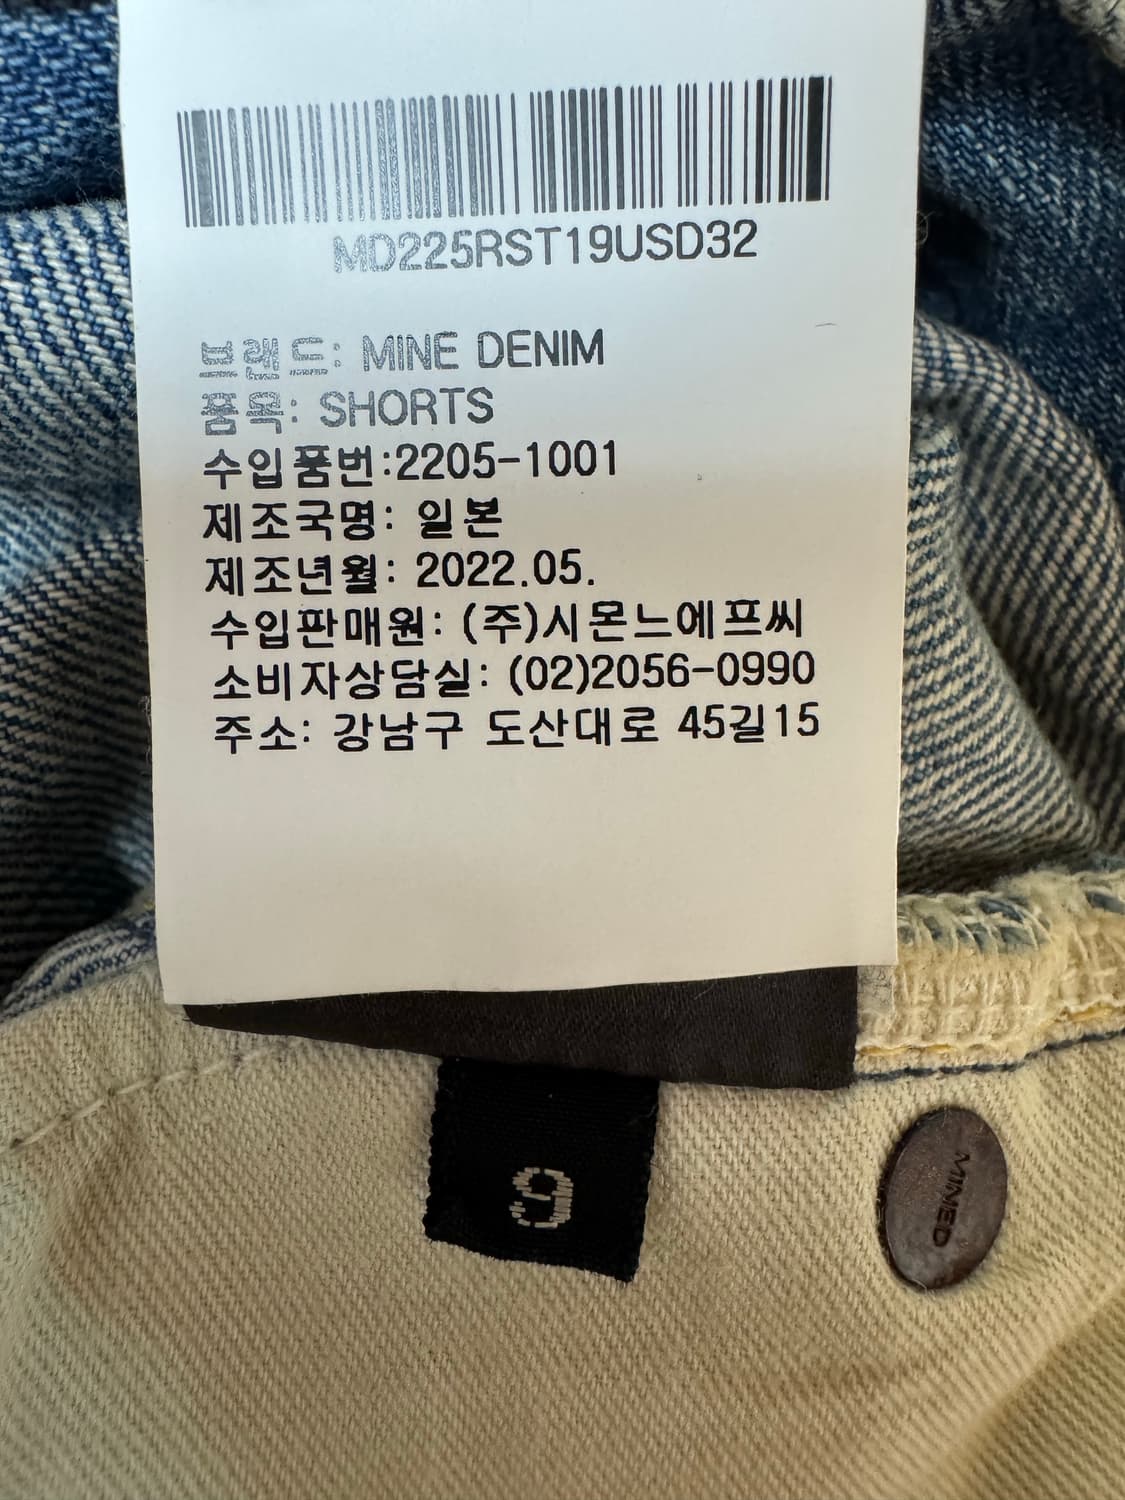 MD225RST19USD32
브랜드: MINE DENIM
품목: SHORTS
수입품번:2205-1001
제조국명: 일본
제조년월: 2022.05.
수입판매원: (주)시몬느에프씨
소비자상담실: (02)2056-0990
주소: 강남구 도산대로 45길15
9
MINED